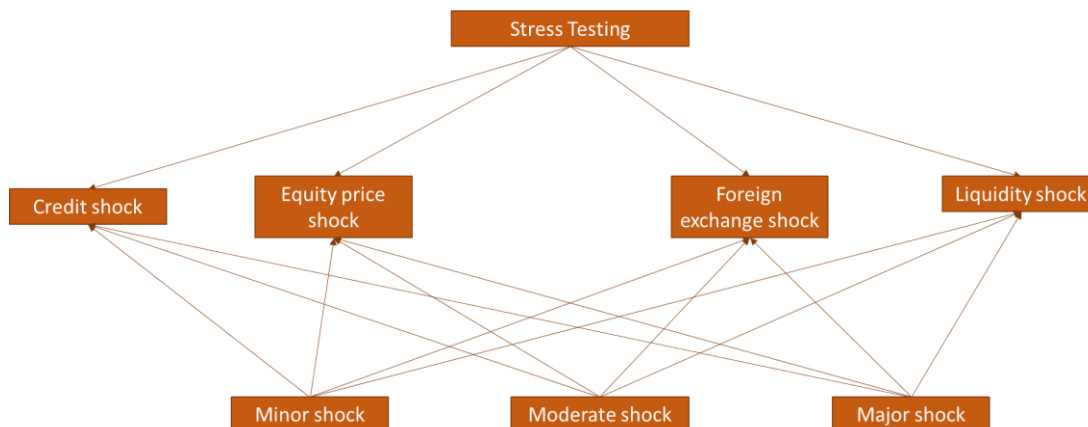 Stress Testing
Credit shock
Equity price
shock
Foreign
exchange shock
Liquidity shock
Minor shock
Moderate shock
Major shock